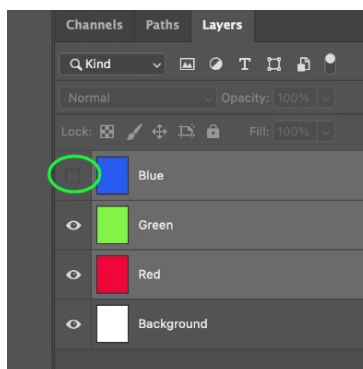 Channels Paths Layers
Kind
Normal Opacity: 100%
Lock: Fill: 100%
Blue
Green
Red
Background